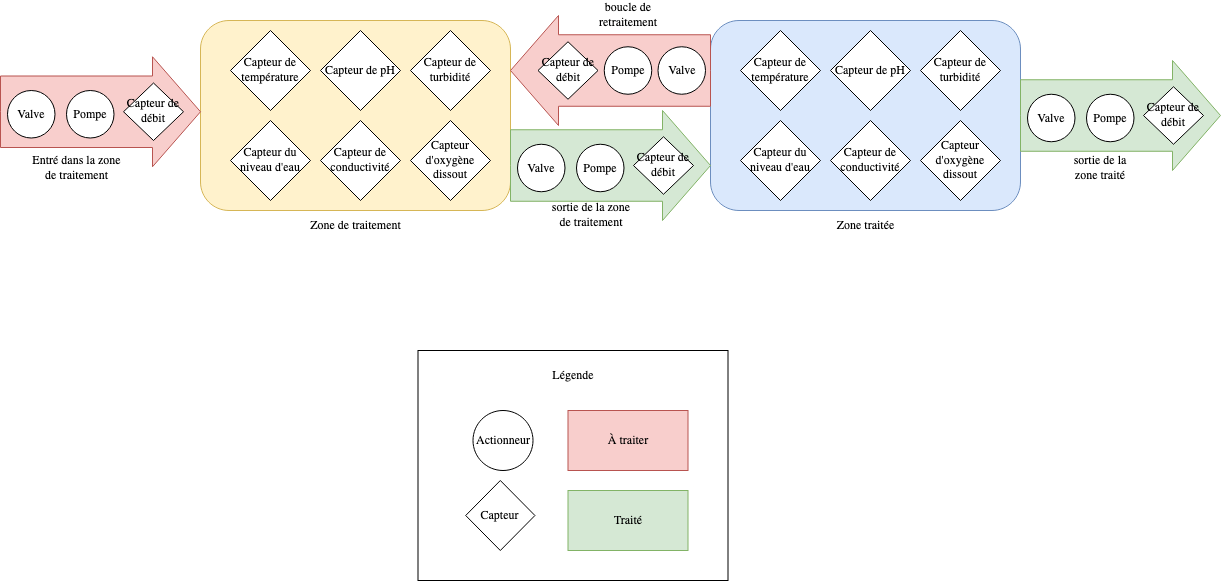 boucle de
retraitement
Valve
Pompe
Capteur de
débit
Entré dans la zone
de traitement
Capteur de
température
Capteur de pH
Capteur de
turbidité
Capteur du
niveau d'eau
Capteur de
conductivité
Capteur
d'oxygène
dissout
Zone de traitement
Capteur de
débit
Pompe
Valve
Valve
Pompe
Capteur de
débit
sortie de la zone
de traitement
Capteur de
température
Capteur de pH
Capteur de
turbidité
Capteur du
niveau d'eau
Capteur de
conductivité
Capteur
d'oxygène
dissout
Zone traitée
Valve
Pompe
Capteur de
débit
sortie de la
zone traité
Légende
Actionneur
À traiter
Capteur
Traité